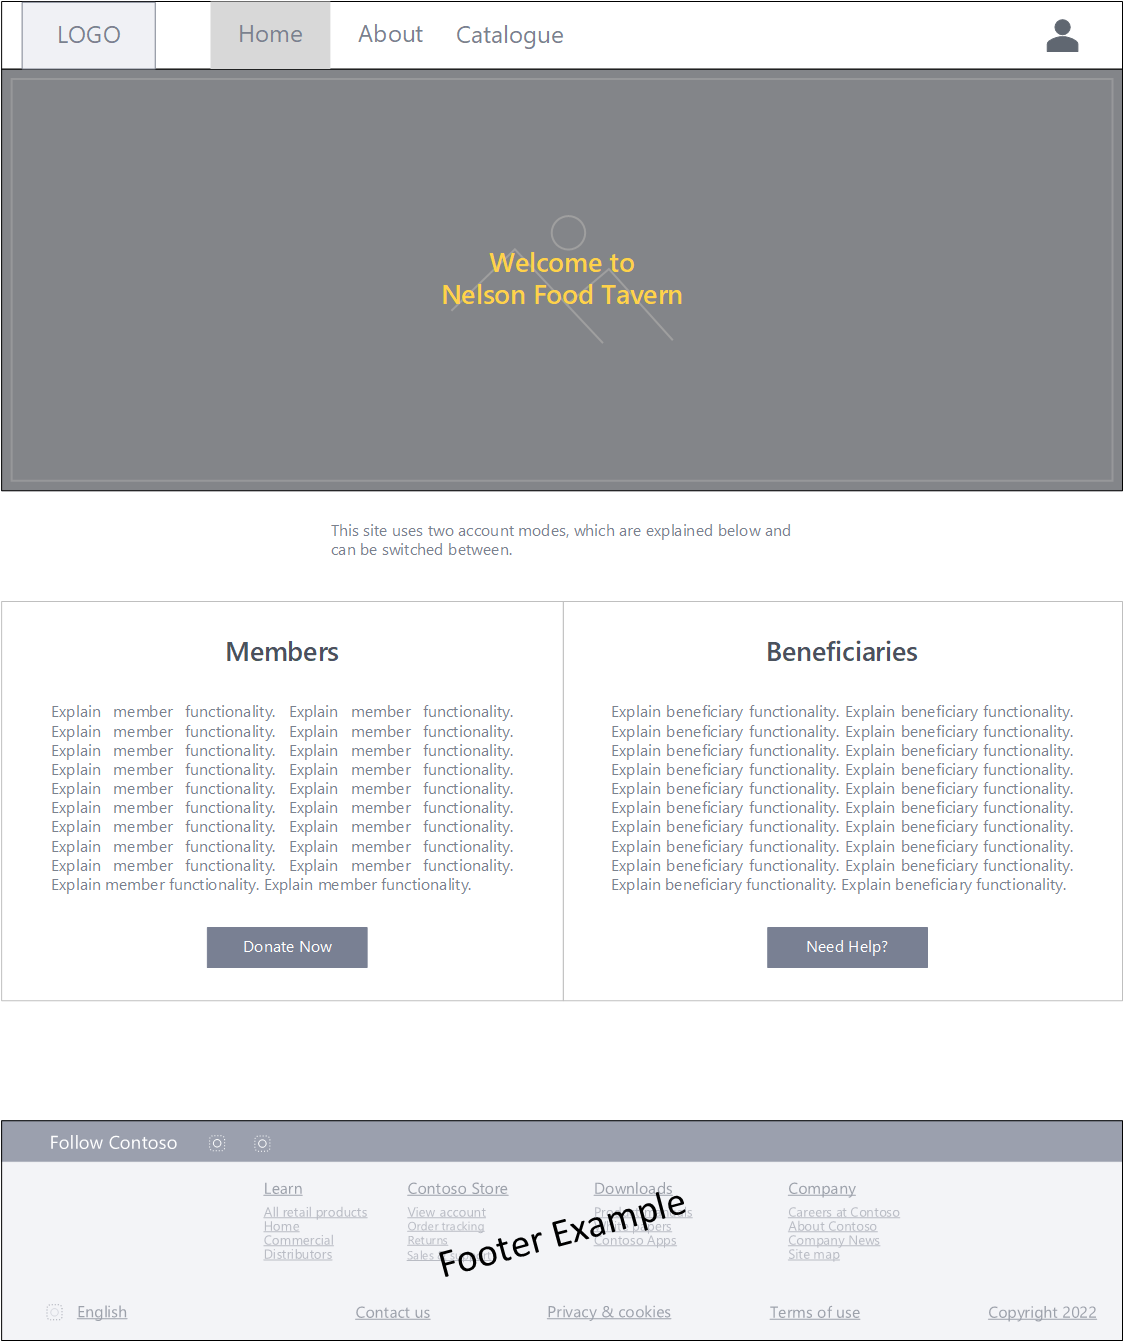 LOGO
Home
About
Catalogue
Welcome to
Nelson Food Tavern
This site uses two account modes, which are explained below and
can be switched between.
Members
Explain member functionality. Explain member functionality.
Explain member functionality. Explain member functionality.
Explain member functionality. Explain member functionality.
Explain member functionality. Explain member functionality.
Explain member functionality. Explain member functionality.
Explain member functionality. Explain member functionality.
Explain member functionality. Explain member functionality.
Explain member functionality. Explain member functionality.
Explain member functionality. Explain member functionality.
Explain member functionality. Explain member functionality.
Donate Now
Beneficiaries
Explain beneficiary functionality. Explain beneficiary functionality.
Explain beneficiary functionality. Explain beneficiary functionality.
Explain beneficiary functionality. Explain beneficiary functionality.
Explain beneficiary functionality. Explain beneficiary functionality.
Explain beneficiary functionality. Explain beneficiary functionality.
Explain beneficiary functionality. Explain beneficiary functionality.
Explain beneficiary functionality. Explain beneficiary functionality.
Explain beneficiary functionality. Explain beneficiary functionality.
Explain beneficiary functionality. Explain beneficiary functionality.
Explain beneficiary functionality. Explain beneficiary functionality.
Need Help?
Follow Contoso
Learn
All retail products
Home
Commercial
Distributors
Contoso Store
View account
Order tracking
Returns
Sales
Downloads
papers
Contoso Apps
Company
Careers at Contoso
About Contoso
Company News
Site map
Footer Example
English
Contact us
Privacy & cookies
Terms of use
Copyright 2022